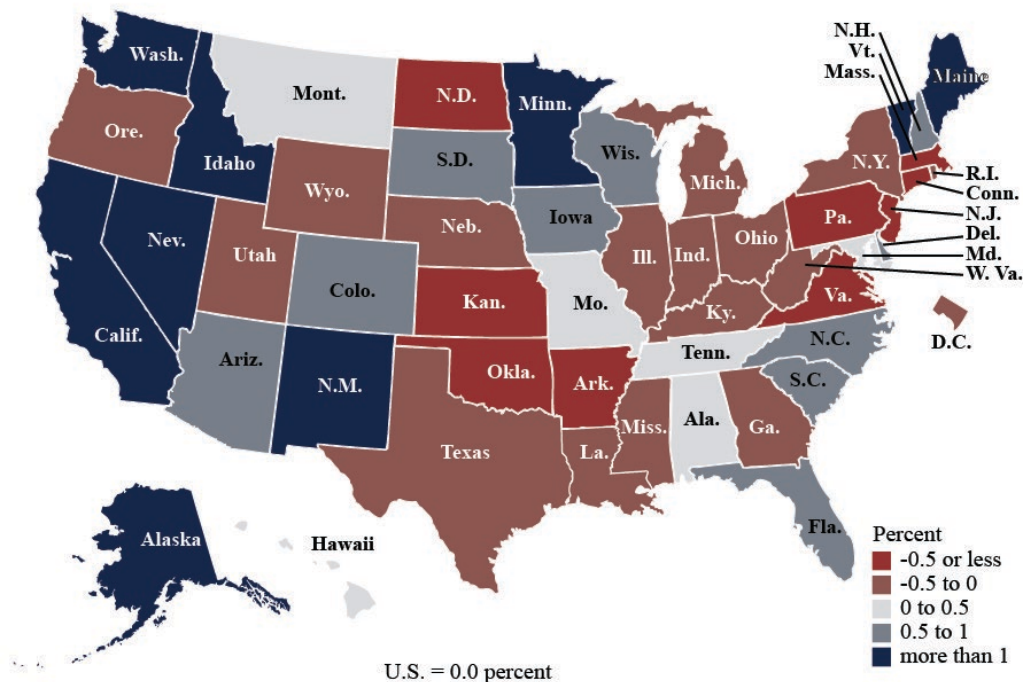 N.H.
Vt.
Mass.
Wash.
Mont.
N.D.
Minn.
Maine
Ore.
Idaho
S.D.
Wis.
Mich.
N.Y.
R.I.
Conn.
N.J.
Del.
Md.
W. Va.
Wyo.
Iowa
Neb.
Pa.
Nev.
Utah
Colo.
Ill.
Ind.
Ohio
Calif.
Kan.
Mo.
Ky.
Va.
D.C.
Ariz.
N.M.
Okla.
Ark.
Tenn.
N.C.
S.C.
Texas
La.
Miss.
Ala.
Ga.
Fla.
Alaska
Hawaii
Percent
-0.5 or less
-0.5 to 0
0 to 0.5
0.5 to 1
more than 1
U.S. = 0.0 percent